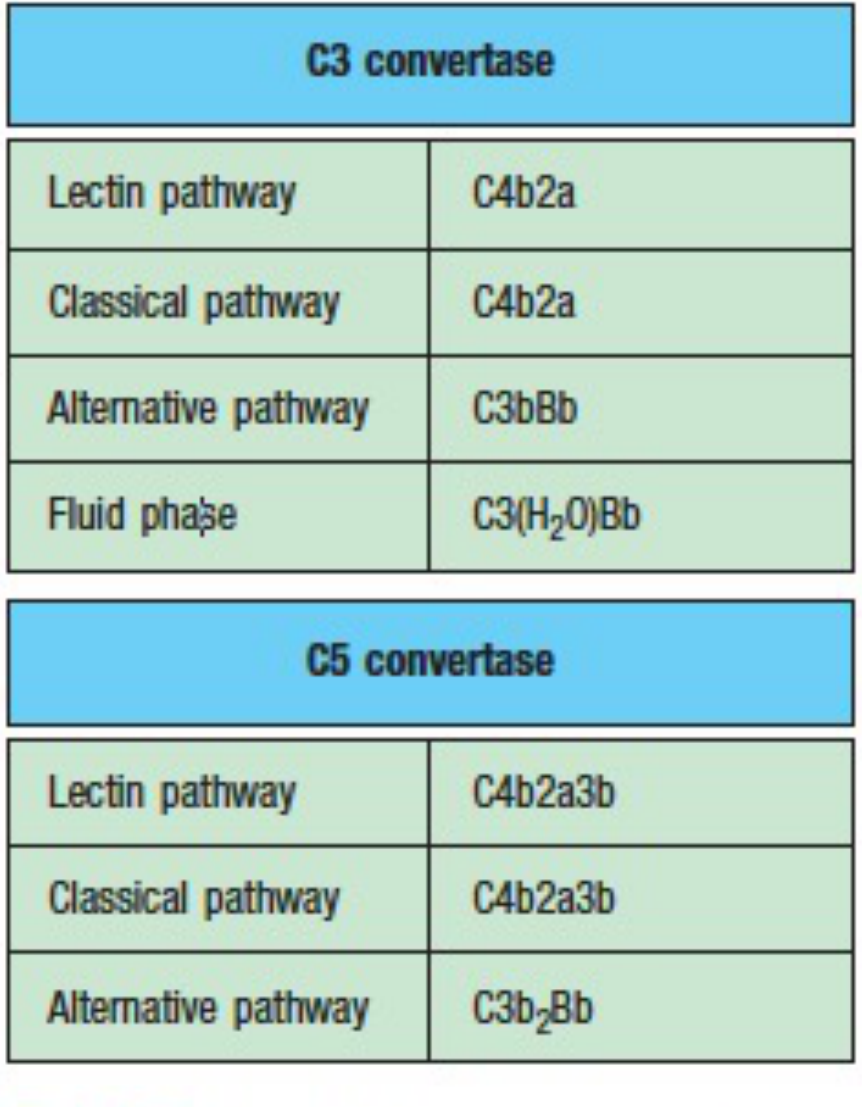 C3 convertase
Lectin pathway C4b2a
Classical pathway C4b2a
Alternative pathway C3bBb
Fluid phase C3(H₂O)Bb
C5 convertase
Lectin pathway C4b2a3b
Classical pathway C4b2a3b
Alternative pathway C3b₂Bb